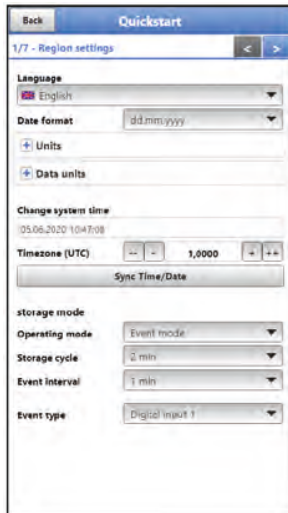 Back Quickstart
1/7 - Region settings < >
Language
English
Date format dd.mm.yyyy
+ Units
+ Data units
Change system time
05.06.2020 10:47:08
Timezone (UTC) -- - 1,0000 + ++
Sync Time/Date
storage mode
Operating mode Event mode
Storage cycle 2 min
Event interval 1 min
Event type Digital input 1